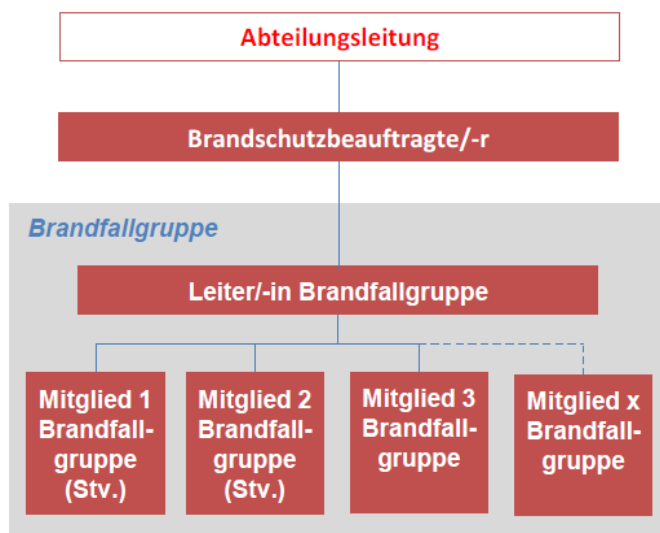 Abteilungsleitung
Brandschutzbeauftragte/-r
Brandfallgruppe
Leiter/-in Brandfallgruppe
Mitglied 1
Brandfall-
gruppe
(Stv.)
Mitglied 2
Brandfall-
gruppe
(Stv.)
Mitglied 3
Brandfall-
gruppe
Mitglied x
Brandfall-
gruppe